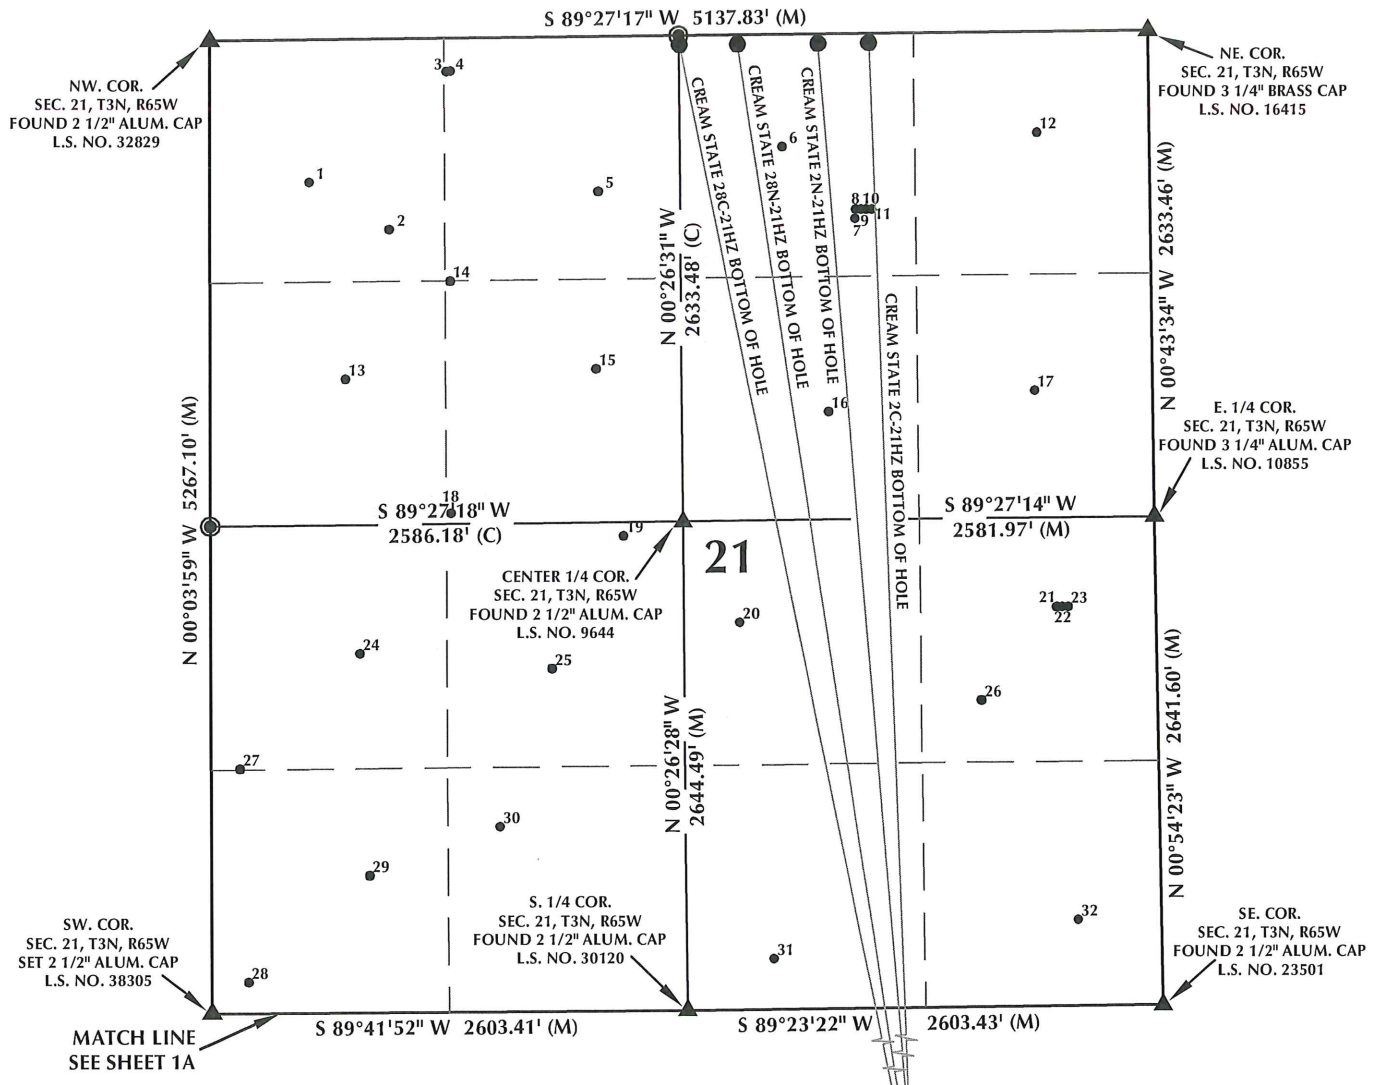 S 89°27'17" W 5137.83' (M)
NW. COR.
SEC. 21, T3N, R65W
FOUND 2 1/2" ALUM. CAP
L.S. NO. 32829
NE. COR.
SEC. 21, T3N, R65W
FOUND 3 1/4" BRASS CAP
L.S. NO. 16415
3 4
12
6
1
5
2
8 10
9 11
7
14
CREAM STATE 28C-21HZ BOTTOM OF HOLE
CREAM STATE 28N-21HZ BOTTOM OF HOLE
CREAM STATE 2N-21HZ BOTTOM OF HOLE
CREAM STATE 2C-21HZ BOTTOM OF HOLE
N 00°26'31" W
2633.48' (C)
N 00°43'34" W 2633.46' (M)
13
15
16
17
N 00°03'59" W 5267.10' (M)
E. 1/4 COR.
SEC. 21, T3N, R65W
FOUND 3 1/4" ALUM. CAP
L.S. NO. 10855
18
S 89°27'18" W
2586.18' (C)
19
S 89°27'14" W
2581.97' (M)
21
CENTER 1/4 COR.
SEC. 21, T3N, R65W
FOUND 2 1/2" ALUM. CAP
L.S. NO. 9644
20
21 23
22
24
25
26
N 00°26'28" W
2644.49' (M)
N 00°54'23" W 2641.60' (M)
27
30
29
28
31
32
SW. COR.
SEC. 21, T3N, R65W
SET 2 1/2" ALUM. CAP
L.S. NO. 38305
S. 1/4 COR.
SEC. 21, T3N, R65W
FOUND 2 1/2" ALUM. CAP
L.S. NO. 30120
SE. COR.
SEC. 21, T3N, R65W
FOUND 2 1/2" ALUM. CAP
L.S. NO. 23501
S 89°41'52" W 2603.41' (M)
S 89°23'22" W 2603.43' (M)
MATCH LINE
SEE SHEET 1A